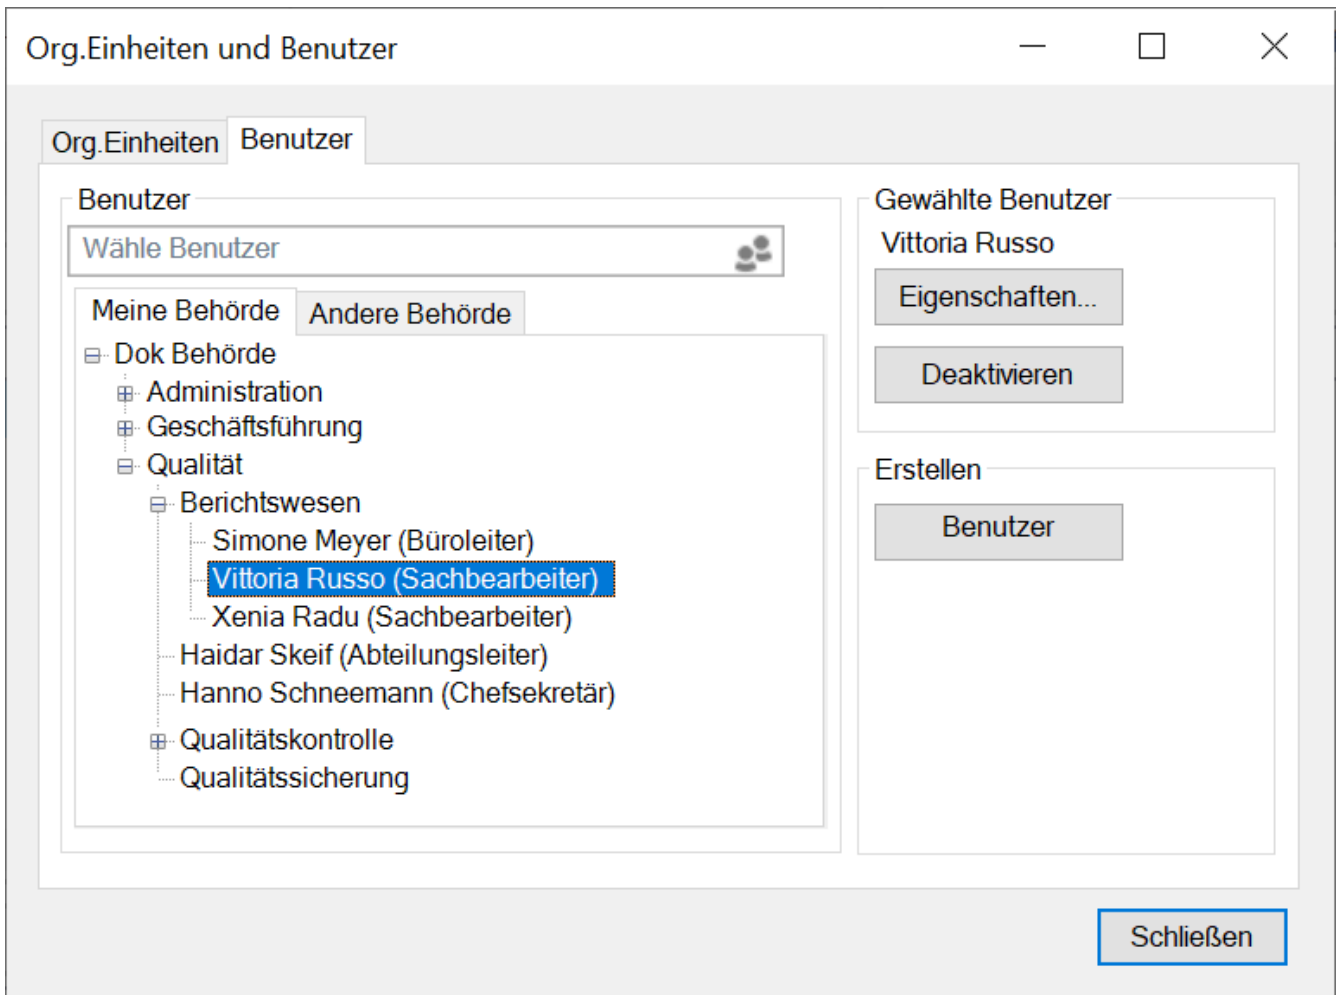 Org.Einheiten und Benutzer
Org.Einheiten
Benutzer
Benutzer
Wähle Benutzer
Meine Behörde
Andere Behörde
Dok Behörde
Administration
Geschäftsführung
Qualität
Berichtswesen
Simone Meyer (Büroleiter)
Vittoria Russo (Sachbearbeiter)
Xenia Radu (Sachbearbeiter)
Haidar Skeif (Abteilungsleiter)
Hanno Schneemann (Chefsekretär)
Qualitätskontrolle
Qualitätssicherung
Gewählte Benutzer
Vittoria Russo
Eigenschaften...
Deaktivieren
Erstellen
Benutzer
Schließen